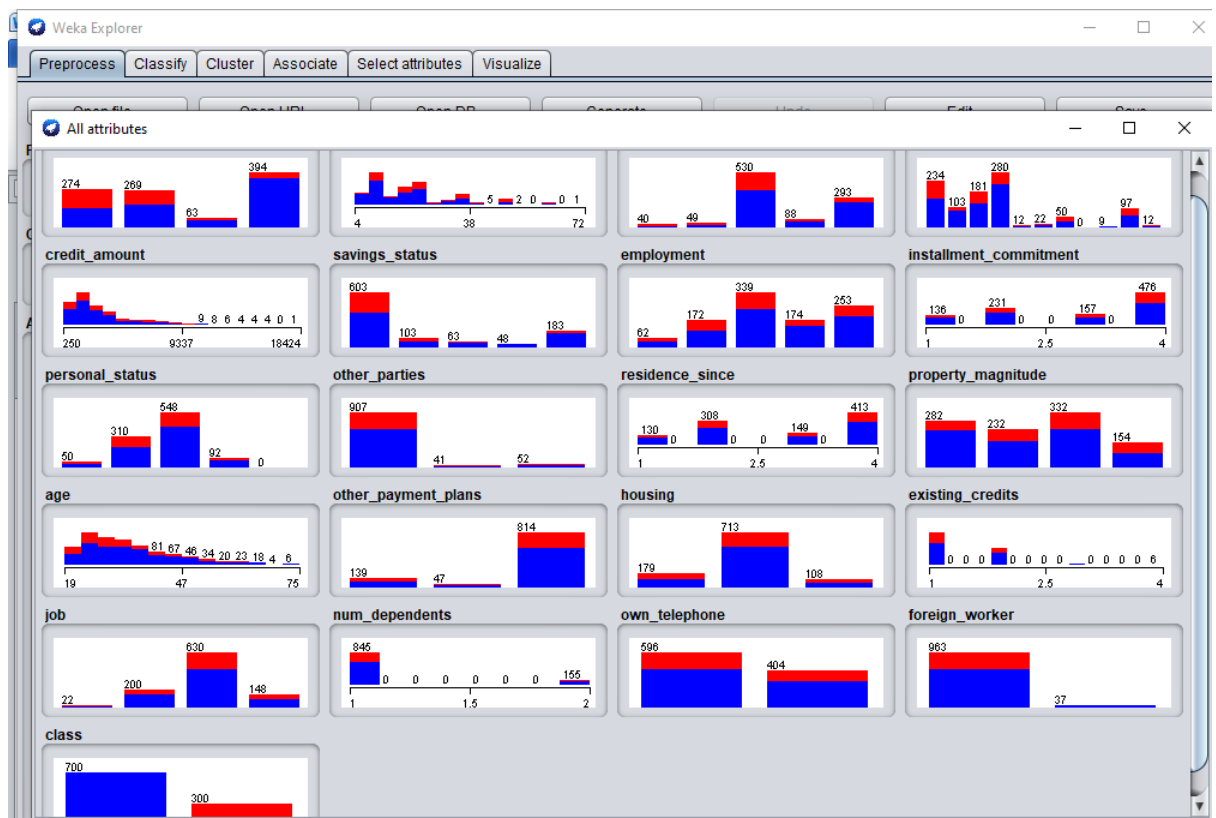 Weka Explorer
Preprocess Classify Cluster Associate Select attributes Visualize
All attributes
274 269 63 394
5 2 0 0 1
4 38 72
40 49 530 88 293
234 103 181 280 12 22 50 0 9 97 12
credit_amount savings_status employment installment_commitment
9 8 6 4 4 4 0 1
250 9337 18424
603 103 63 48 183
62 172 339 174 253
136 0 231 0 0 157 0 476
1 2.5 4
personal_status other_parties residence_since property_magnitude
50 310 548 92 0
907 41 52
130 0 308 0 0 149 0 413
1 2.5 4
282 232 332 154
age other_payment_plans housing existing_credits
81 67 46 34 20 23 18 4 6
19 47 75
139 47 814
179 713 108
0 0 0 0 0 0 0 0 0 0 0 6
1 2.5 4
job num_dependents own_telephone foreign_worker
22 200 630 148
845 0 0 0 0 0 0 0 155
1 1.5 2
596 404
963 37
class
700 300